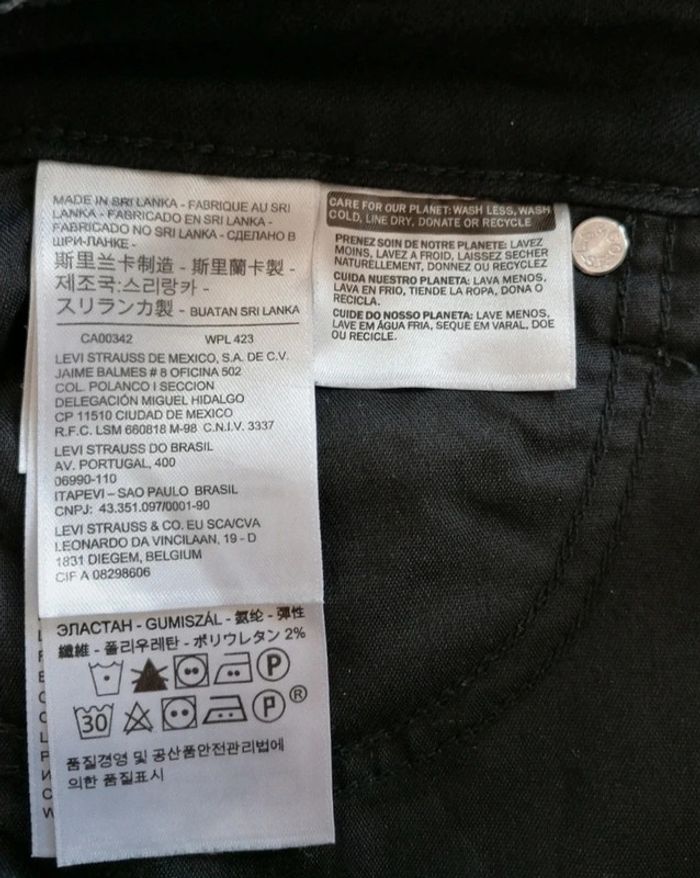 MADE IN SRI LANKA - FABRIQUE AU SRI
LANKA - FABRICADO EN SRI LANKA -
FABRICADO NO SRI LANKA - СДЕЛАНО В
ШРИ-ЛАНКЕ -
斯里兰卡制造 - 斯里蘭卡製 -
제조국:스리랑카 -
スリランカ製 - BUATAN SRI LANKA
CA00342 WPL 423
LEVI STRAUSS DE MEXICO, S.A. DE C.V.
JAIME BALMES # 8 OFICINA 502
COL. POLANCO I SECCION
DELEGACIÓN MIGUEL HIDALGO
CP 11510 CIUDAD DE MEXICO
R.F.C. LSM 660818 M-98 C.N.I.V. 3337
LEVI STRAUSS DO BRASIL
AV. PORTUGAL, 400
06990-110
ITAPEVI – SAO PAULO BRASIL
CNPJ: 43.351.097/0001-90
LEVI STRAUSS & CO. EU SCA/CVA
LEONARDO DA VINCILAAN, 19 - D
1831 DIEGEM, BELGIUM
CIF A 08298606
ЭЛАСТАН - GUMISZÁL - 氨纶 - 彈性
纖維 - 폴리우레탄 - ポリウレタン 2%
P
30 P ®
품질경영 및 공산품안전관리법에
의한 품질표시
CARE FOR OUR PLANET: WASH LESS, WASH
COLD, LINE DRY, DONATE OR RECYCLE
PRENEZ SOIN DE NOTRE PLANETE: LAVEZ
MOINS, LAVEZ A FROID, LAISSEZ SECHER
NATURELLEMENT, DONNEZ OU RECYCLEZ
CUIDA NUESTRO PLANETA: LAVA MENOS,
LAVA EN FRIO, TIENDE LA ROPA, DONA O
RECICLA.
CUIDE DO NOSSO PLANETA: LAVE MENOS,
LAVE EM ÁGUA FRIA, SEQUE EM VARAL, DOE
OU RECICLE.